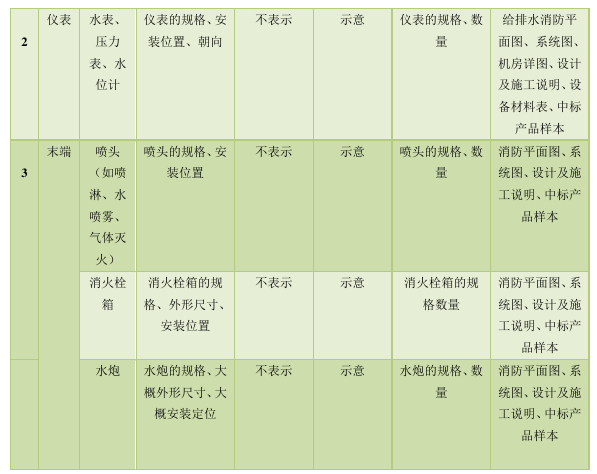 2
仪表
水表、
压力
表、水
位计
仪表的规格、安
装位置、朝向
不表示
示意
仪表的规格、数
量
给排水消防平
面图、系统图、
机房详图、设计
及施工说明、设
备材料表、中标
产品样本
3
末端
喷头
（如喷
淋、水
喷雾、
气体灭
火）
喷头的规格、安
装位置
不表示
示意
喷头的规格、数
量
消防平面图、系
统图、设计及施
工说明、中标产
品样本
消火栓
箱
消火栓箱的规
格、外形尺寸、
安装位置
不表示
示意
消火栓箱的规
格数量
消防平面图、系
统图、设计及施
工说明、中标产
品样本
水炮
水炮的规格、大
概外形尺寸、大
概安装定位
不表示
示意
水炮的规格、数
量
消防平面图、系
统图、设计及施
工说明、中标产
品样本